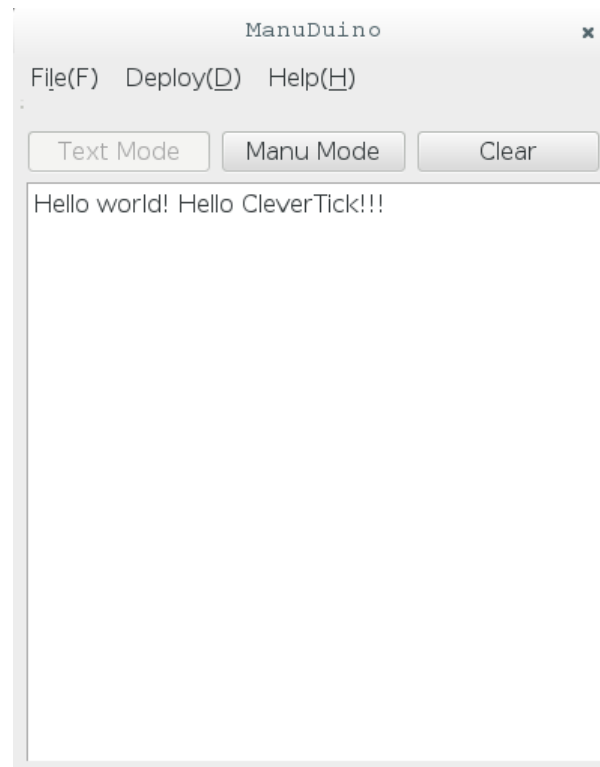 ManuDuino
File(F) Deploy(D) Help(H)
Text Mode Manu Mode Clear
Hello world! Hello CleverTick!!!